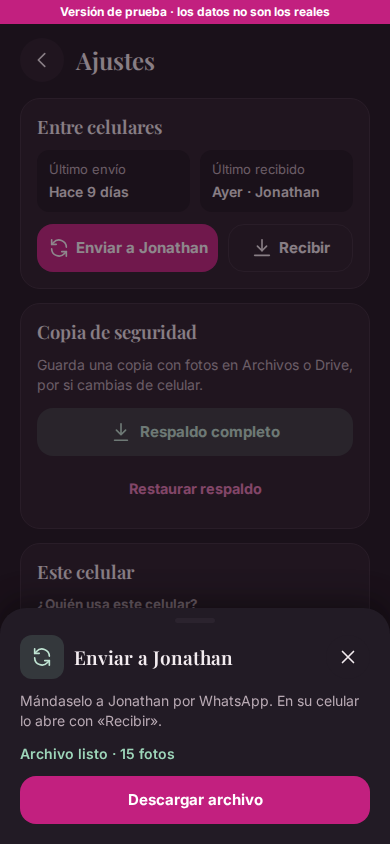 Versión de prueba · los datos no son los reales
Ajustes
Entre celulares
Último envío
Hace 9 días
Último recibido
Ayer · Jonathan
Enviar a Jonathan
Recibir
Copia de seguridad
Guarda una copia con fotos en Archivos o Drive,
por si cambias de celular.
Respaldo completo
Restaurar respaldo
Este celular
¿Quién usa este celular?
Enviar a Jonathan
Mándaselo a Jonathan por WhatsApp. En su celular
lo abre con «Recibir».
Archivo listo · 15 fotos
Descargar archivo